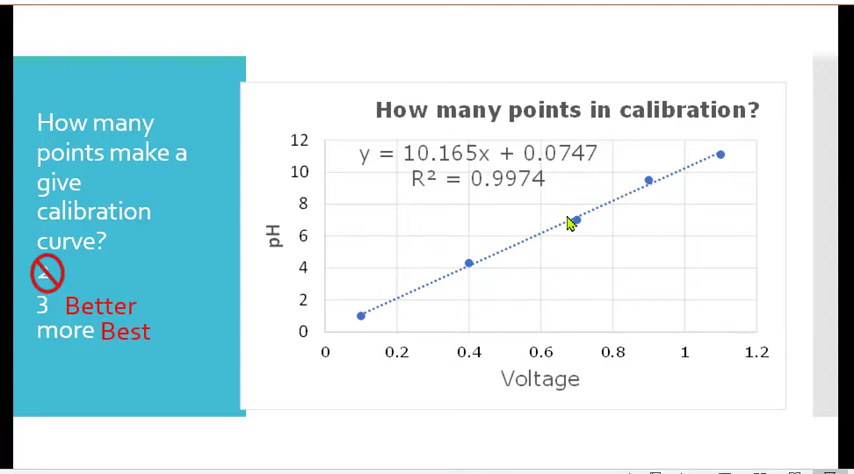 How many
points make a
give
calibration
curve?
2
3 Better
more Best
How many points in calibration?
y = 10.165x + 0.0747
R² = 0.9974
12
10
8
6
4
2
0
pH
0 0.2 0.4 0.6 0.8 1 1.2
Voltage